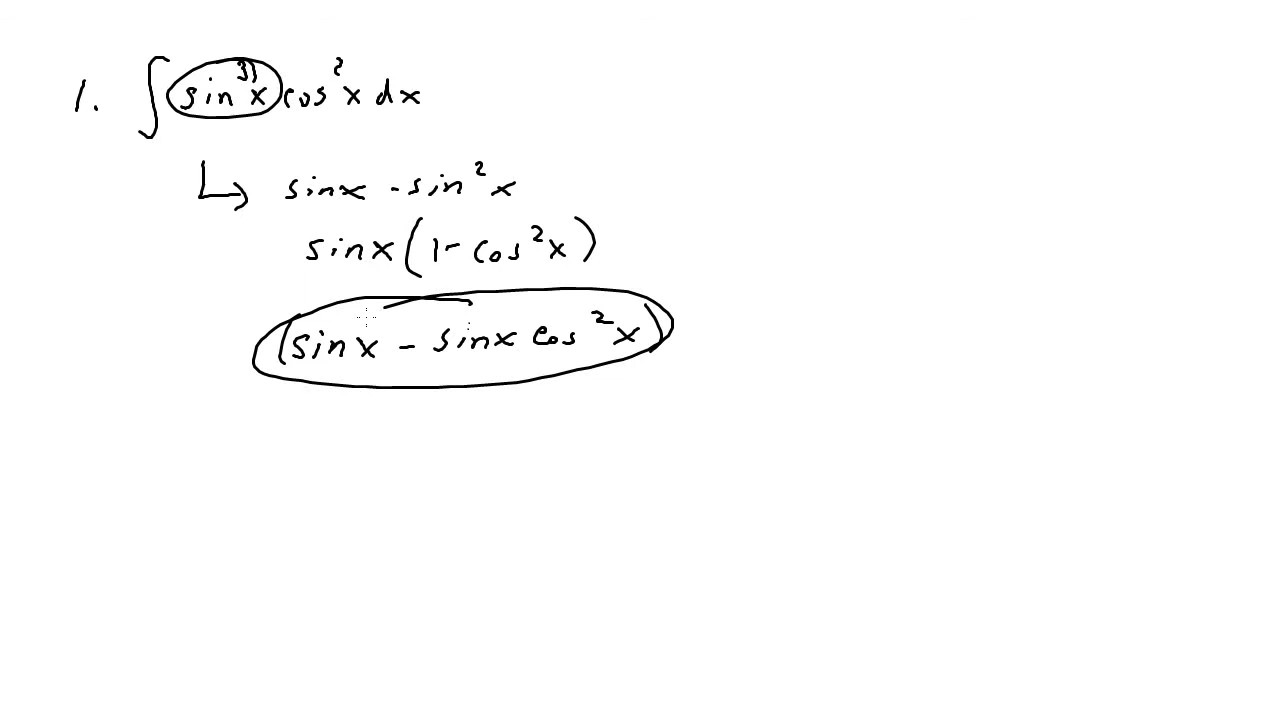 1. ∫ sin³x cos²x dx
↳ sinx - sin²x
sinx (1 - cos²x)
(sinx - sinx cos²x)